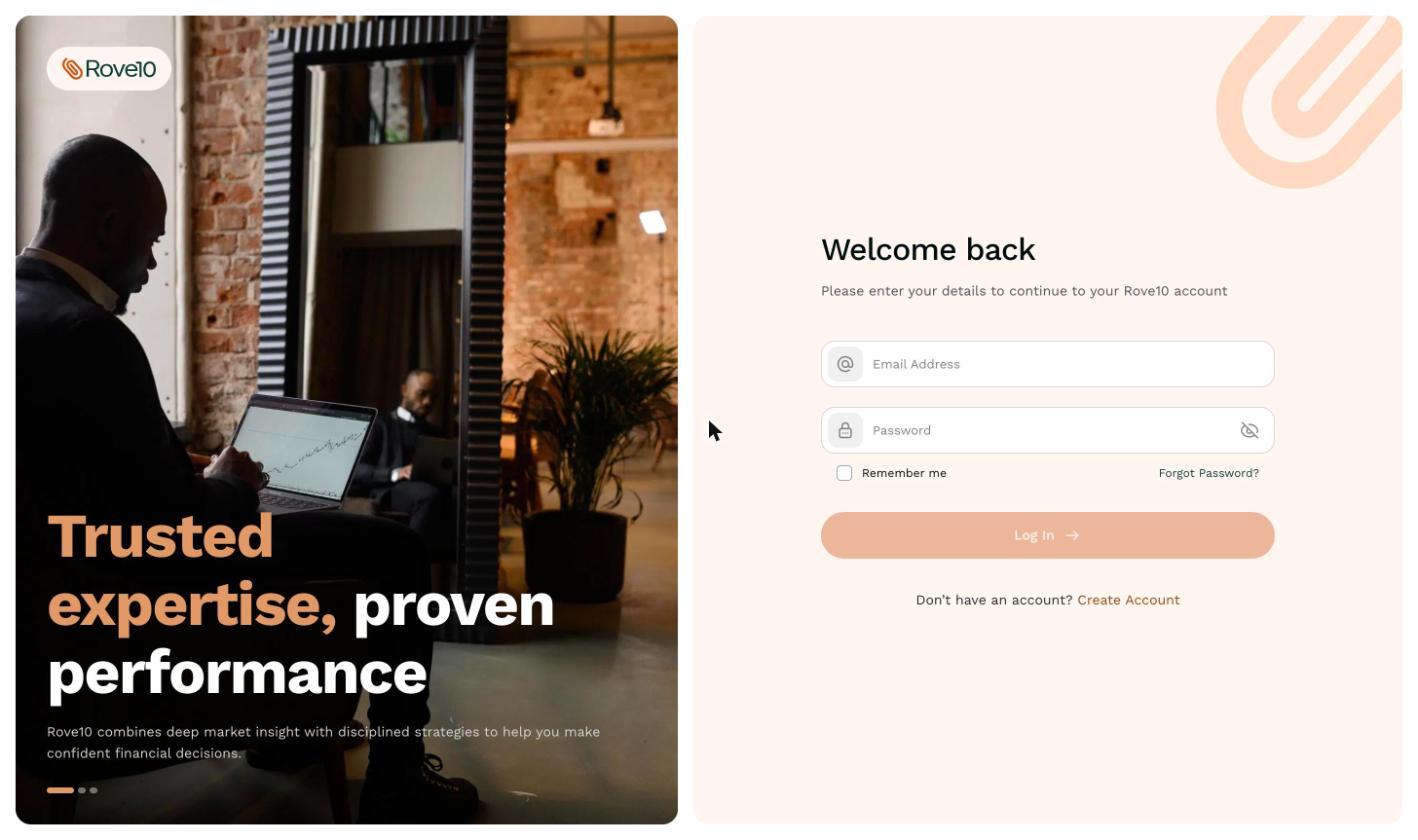 Rove10
Trusted
expertise, proven
performance
Rove10 combines deep market insight with disciplined strategies to help you make
confident financial decisions.
Welcome back
Please enter your details to continue to your Rove10 account
Email Address
Password
Remember me
Forgot Password?
Log In
Don’t have an account? Create Account